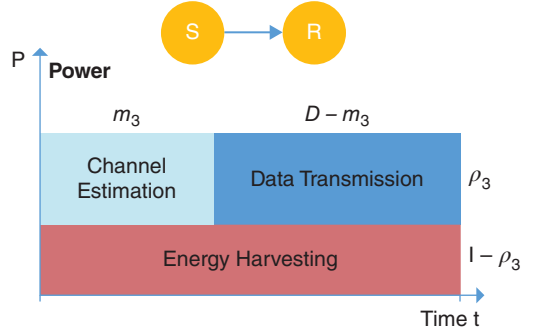 S R
P
Power
m3 D – m3
Channel
Estimation
Data Transmission
ρ3
Energy Harvesting
I – ρ3
Time t